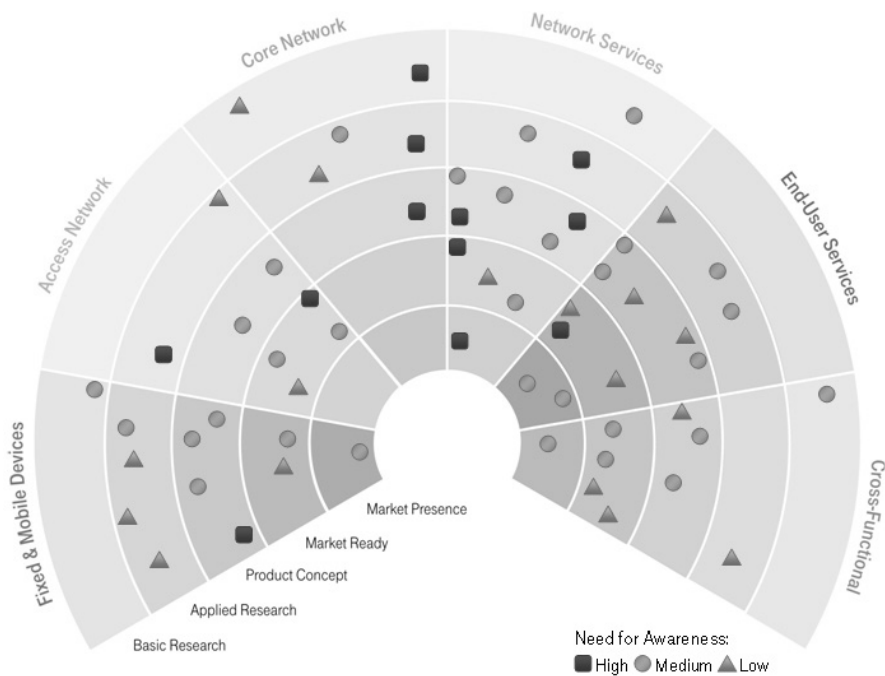 Core Network
Network Services
Access Network
End-User Services
Fixed & Mobile Devices
Cross-Functional
Market Presence
Market Ready
Product Concept
Applied Research
Basic Research
Need for Awareness:
High Medium Low